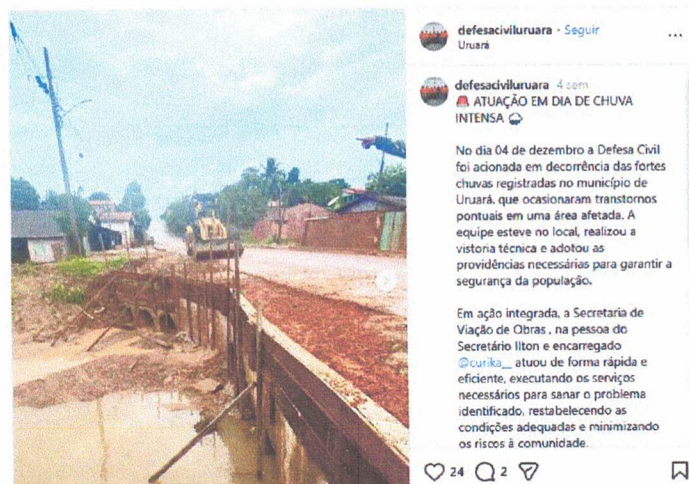 defesaciviluruara · Seguir
Uruará
...
defesaciviluruara 4 sem
🚨 ATUAÇÃO EM DIA DE CHUVA
INTENSA 🌧️
No dia 04 de dezembro a Defesa Civil
foi acionada em decorrência das fortes
chuvas registradas no município de
Uruará, que ocasionaram transtornos
pontuais em uma área afetada. A
equipe esteve no local, realizou a
vistoria técnica e adotou as
providências necessárias para garantir a
segurança da população.
Em ação integrada, a Secretaria de
Viação de Obras , na pessoa do
Secretário Ilton e encarregado
@curika__ atuou de forma rápida e
eficiente, executando os serviços
necessários para sanar o problema
identificado, restabelecendo as
condições adequadas e minimizando
os riscos à comunidade.
24 2